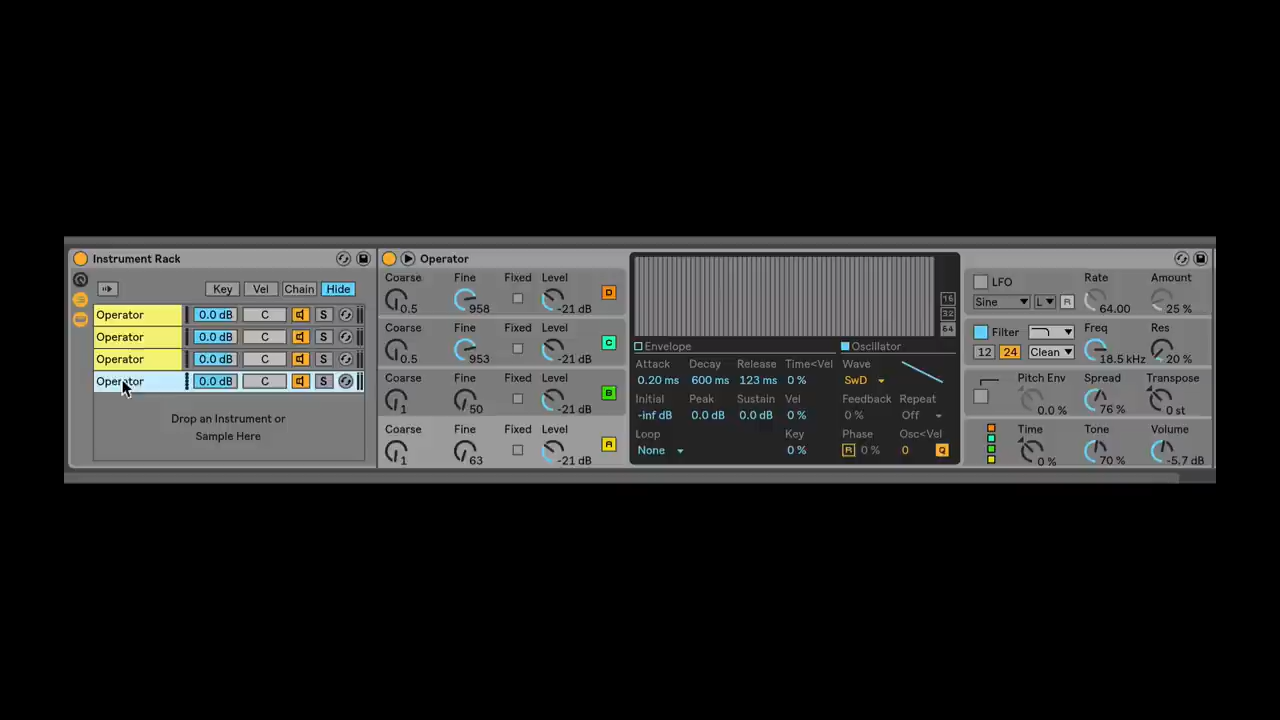 Instrument Rack
Key Vel Chain Hide
Operator 0.0 dB C S
Operator 0.0 dB C S
Operator 0.0 dB C S
Operator 0.0 dB C S
Drop an Instrument or
Sample Here
Operator
Coarse Fine Fixed Level
0.5 958 -21 dB D
Coarse Fine Fixed Level
0.5 953 -21 dB C
Coarse Fine Fixed Level
1 50 -21 dB B
Coarse Fine Fixed Level
1 63 -21 dB A
16
32
64
Envelope
Attack Decay Release Time<Vel
0.20 ms 600 ms 123 ms 0 %
Initial Peak Sustain Vel
-inf dB 0.0 dB 0.0 dB 0 %
Loop Key
None 0 %
Oscillator
Wave
SwD
Feedback Repeat
0 % Off
Phase Osc<Vel
R 0 % 0 Q
LFO Rate Amount
Sine L R 64.00 25 %
Filter Freq Res
12 24 Clean 18.5 kHz 20 %
Pitch Env Spread Transpose
0.0 % 76 % 0 st
Time Tone Volume
0 % 70 % -5.7 dB